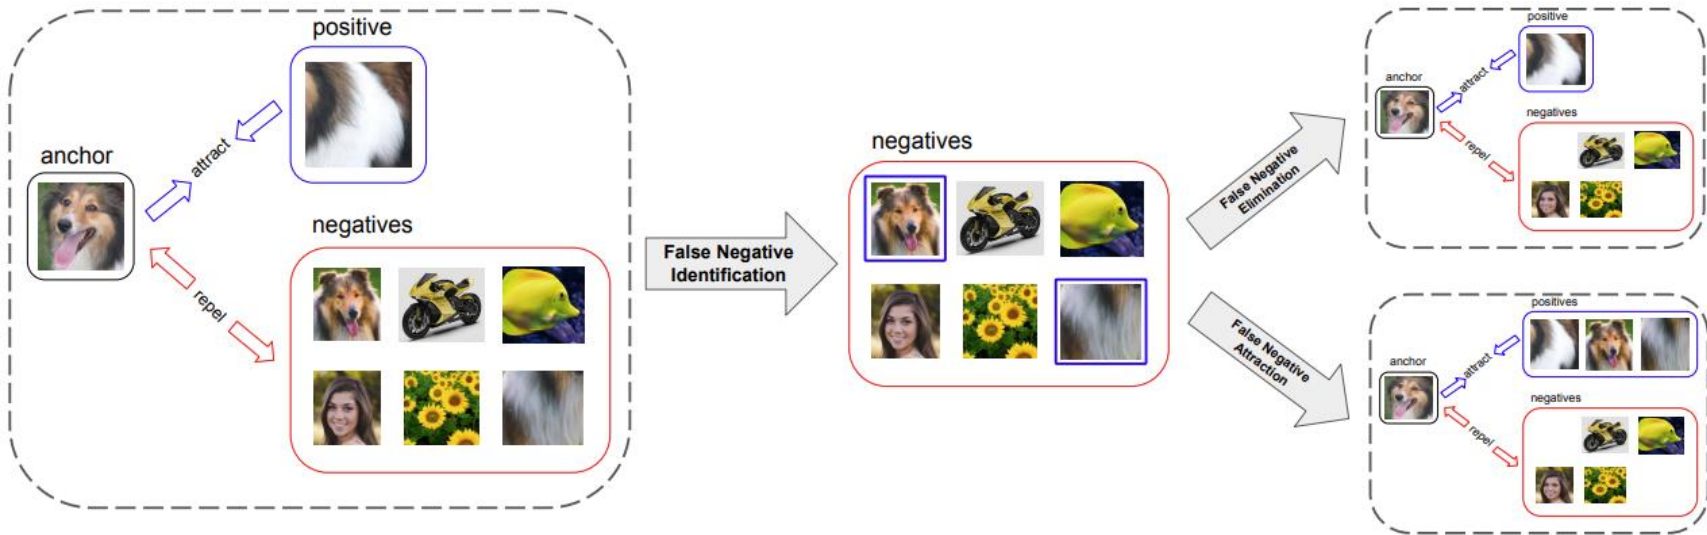 positive
anchor
attract
repel
negatives
False Negative
Identification
negatives
False Negative
Elimination
False Negative
Attraction
positive
anchor
attract
repel
negatives
positives
anchor
attract
repel
negatives